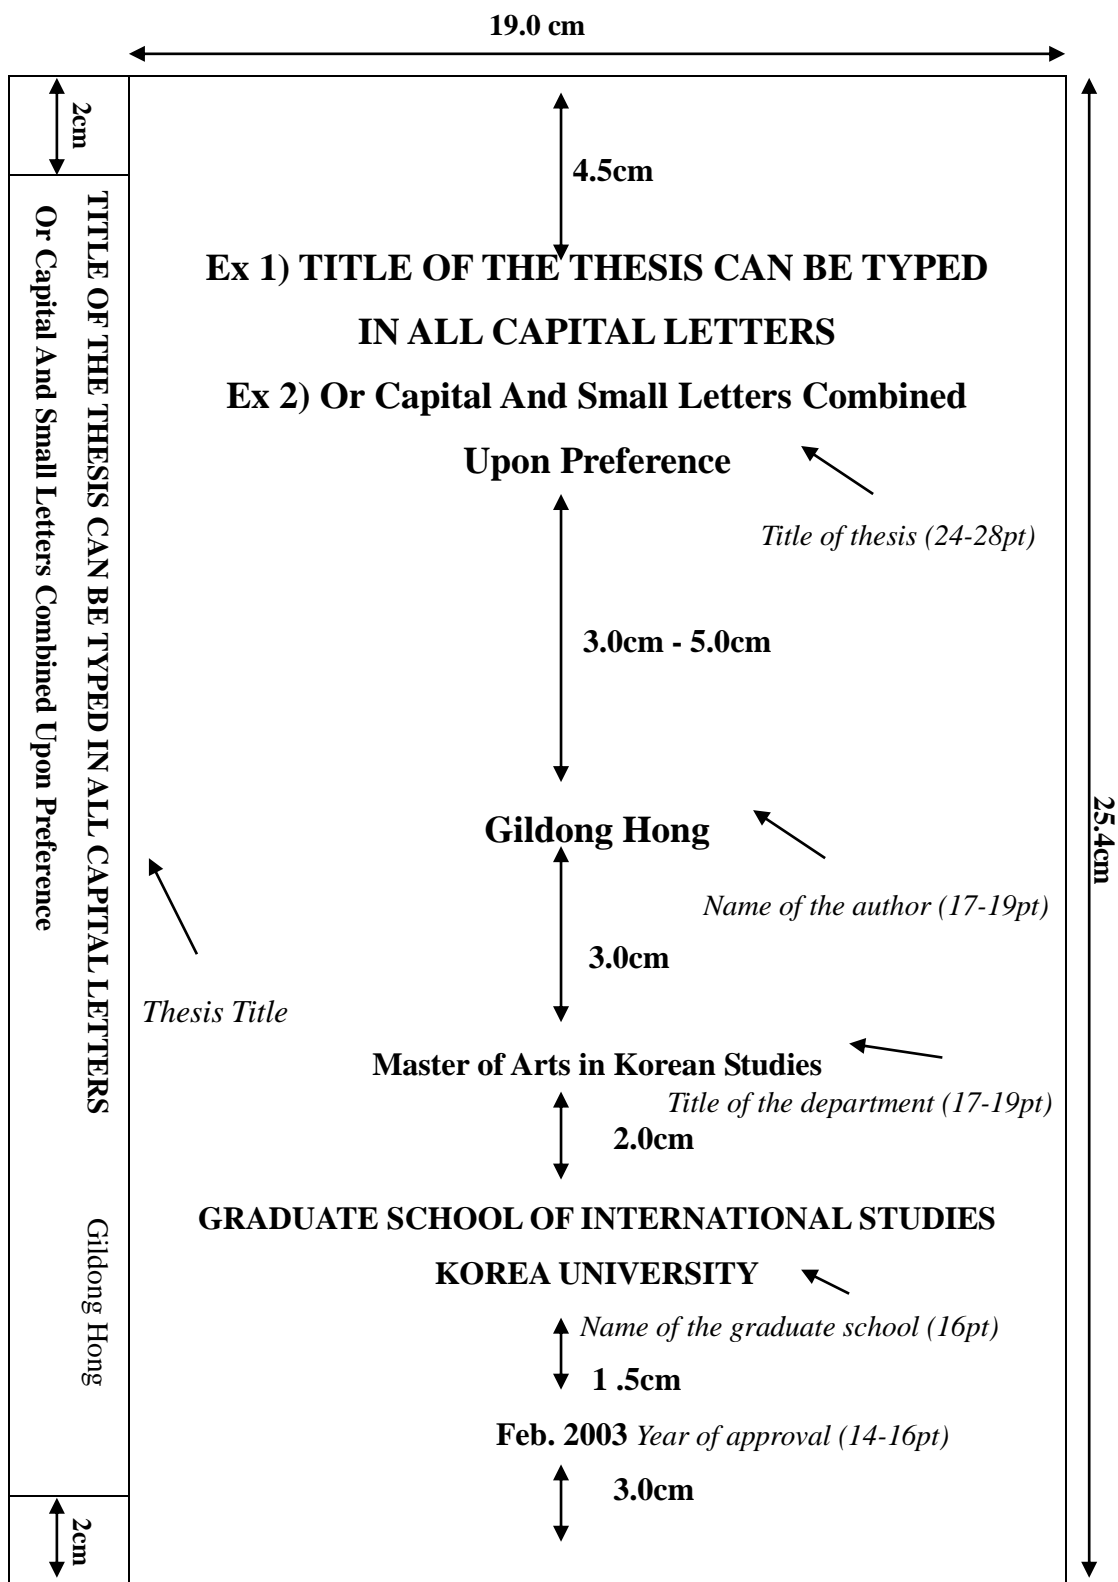 19.0 cm
2cm
TITLE OF THE THESIS CAN BE TYPED IN ALL CAPITAL LETTERS
Or Capital And Small Letters Combined Upon Preference
Gildong Hong
2cm
4.5cm
Ex 1) TITLE OF THE THESIS CAN BE TYPED
IN ALL CAPITAL LETTERS
Ex 2) Or Capital And Small Letters Combined
Upon Preference
Title of thesis (24-28pt)
3.0cm - 5.0cm
Gildong Hong
Name of the author (17-19pt)
3.0cm
Thesis Title
Master of Arts in Korean Studies
Title of the department (17-19pt)
2.0cm
GRADUATE SCHOOL OF INTERNATIONAL STUDIES
KOREA UNIVERSITY
Name of the graduate school (16pt)
1 .5cm
Feb. 2003 Year of approval (14-16pt)
3.0cm
25.4cm